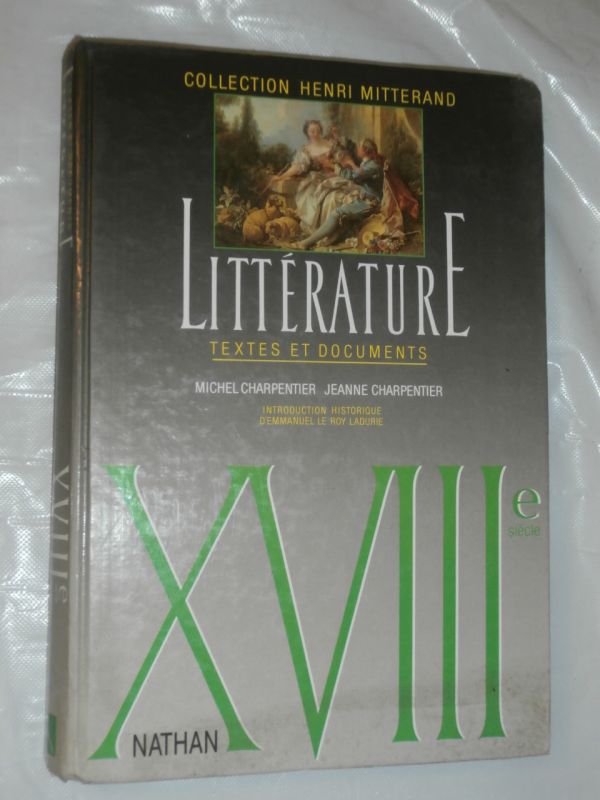 COLLECTION HENRI MITTERAND
LITTÉRATURE
TEXTES ET DOCUMENTS
MICHEL CHARPENTIER JEANNE CHARPENTIER
INTRODUCTION HISTORIQUE
D'EMMANUEL LE ROY LADURIE
XVIIIe
siècle
NATHAN
XVIIIe